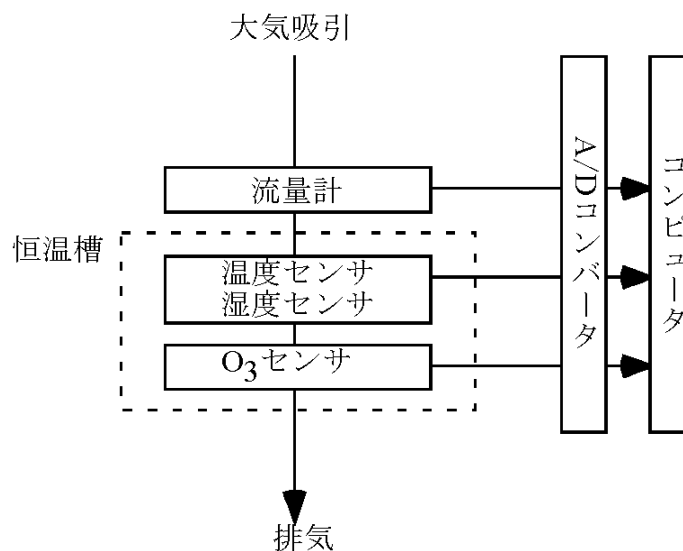 大気吸引
流量計
恒温槽
温度センサ
湿度センサ
O3センサ
排気
A/Dコンバータ
コンピュータ